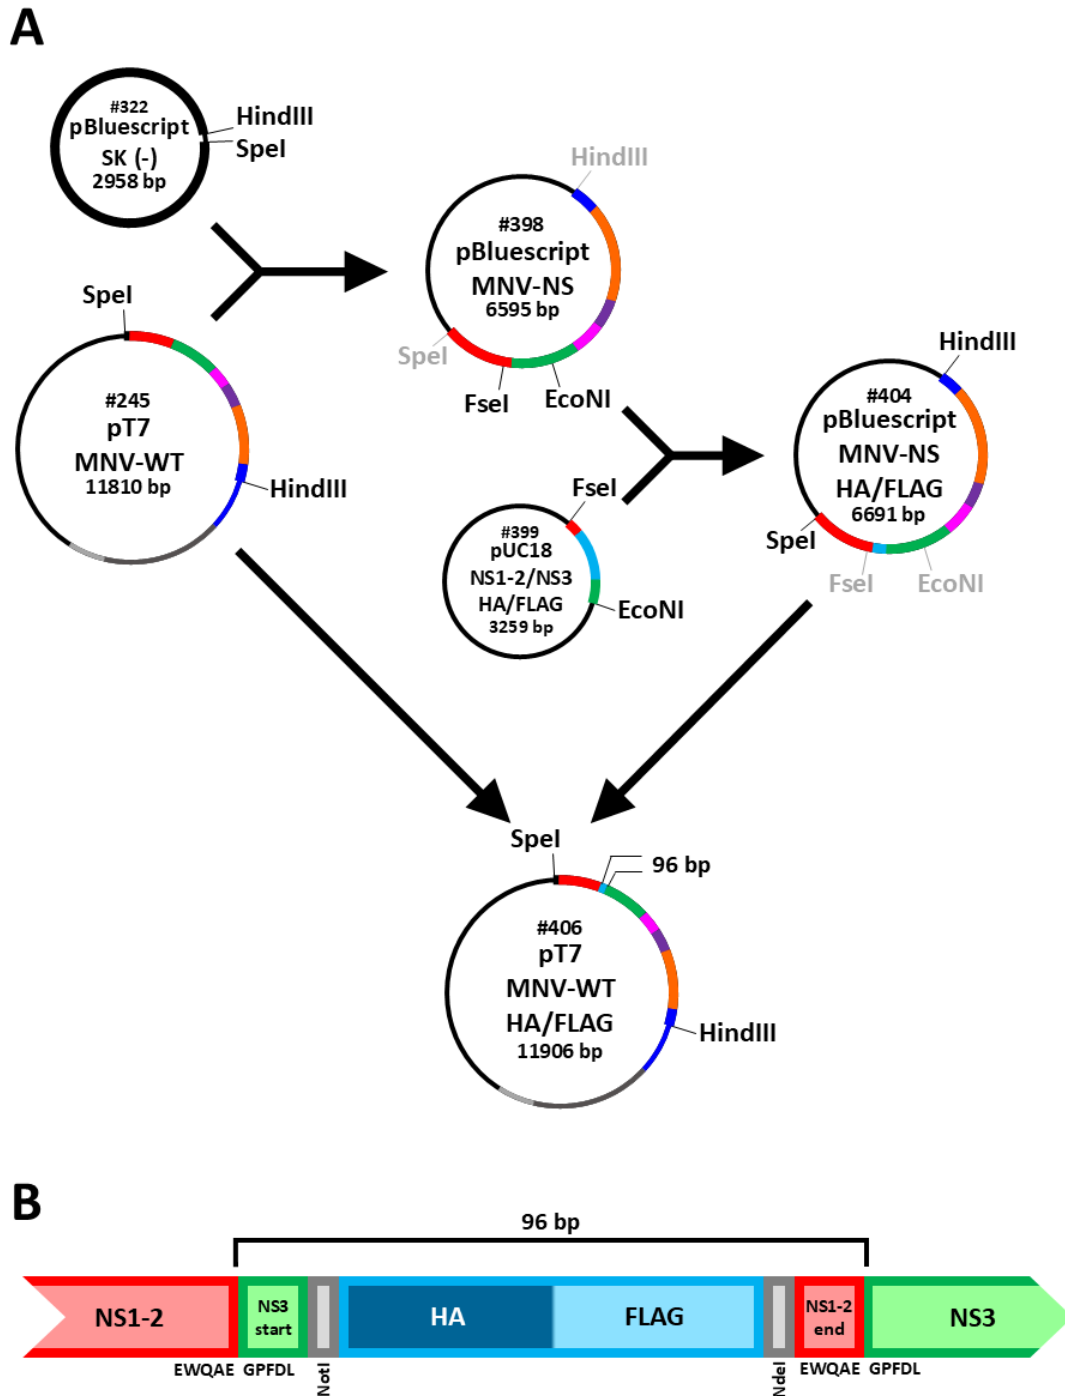 A
#322
pBluescript
SK (-)
2958 bp
HindIII
SpeI
#245
pT7
MNV-WT
11810 bp
SpeI
HindIII
#398
pBluescript
MNV-NS
6595 bp
HindIII
SpeI
FseI
EcoNI
#399
pUC18
NS1-2/NS3
HA/FLAG
3259 bp
FseI
EcoNI
#404
pBluescript
MNV-NS
HA/FLAG
6691 bp
HindIII
SpeI
FseI
EcoNI
#406
pT7
MNV-WT
HA/FLAG
11906 bp
SpeI
96 bp
HindIII
B
96 bp
NS1-2
NS3
start
HA
FLAG
NS1-2
end
NS3
EWQAE
GPFDL
NotI
NdeI
EWQAE
GPFDL